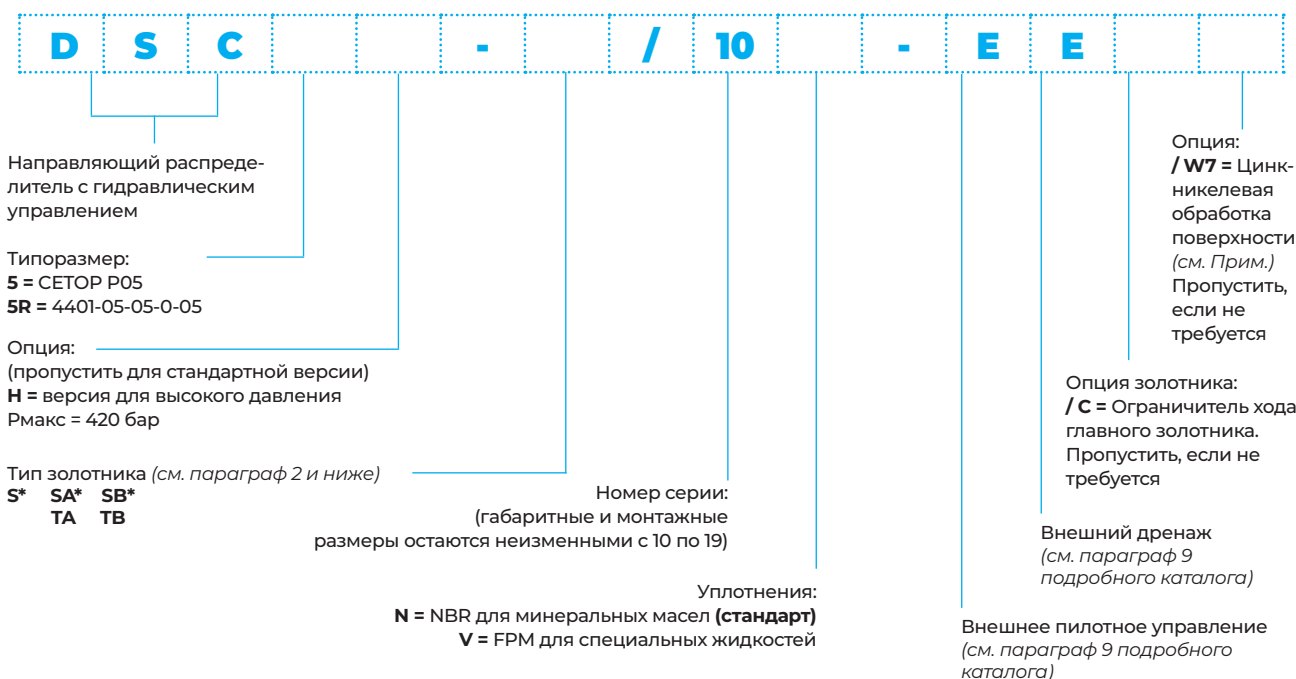 D S C - / 10 - E E
Направляющий распреде-
литель с гидравлическим
управлением
Типоразмер:
5 = CETOP P05
5R = 4401-05-05-0-05
Опция:
(пропустить для стандартной версии)
H = версия для высокого давления
Pмакс = 420 бар
Тип золотника (см. параграф 2 и ниже)
S* SA* SB*
TA TB
Номер серии:
(габаритные и монтажные
размеры остаются неизменными с 10 по 19)
Уплотнения:
N = NBR для минеральных масел (стандарт)
V = FPM для специальных жидкостей
Опция:
/ W7 = Цинк-
никелевая
обработка
поверхности
(см. Прим.)
Пропустить,
если не
требуется
Опция золотника:
/ C = Ограничитель хода
главного золотника.
Пропустить, если не
требуется
Внешний дренаж
(см. параграф 9
подробного каталога)
Внешнее пилотное управление
(см. параграф 9 подробного
каталога)